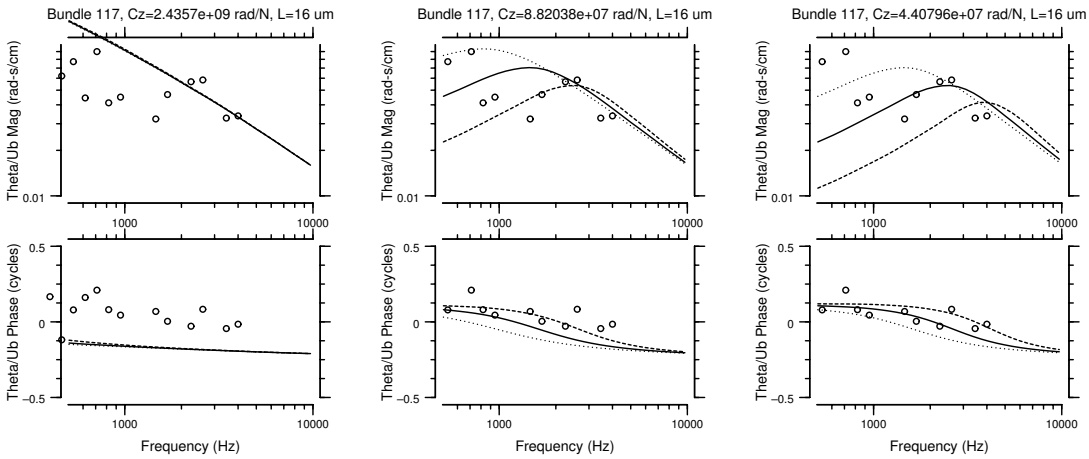 Bundle 117, Cz=2.4357e+09 rad/N, L=16 um
Theta/Ub Mag (rad-s/cm)
0.01
1000
10000
Theta/Ub Phase (cycles)
0.5
0
−0.5
1000
10000
Frequency (Hz)
Bundle 117, Cz=8.82038e+07 rad/N, L=16 um
Theta/Ub Mag (rad-s/cm)
0.01
1000
10000
Theta/Ub Phase (cycles)
0.5
0
−0.5
1000
10000
Frequency (Hz)
Bundle 117, Cz=4.40796e+07 rad/N, L=16 um
Theta/Ub Mag (rad-s/cm)
0.01
1000
10000
Theta/Ub Phase (cycles)
0.5
0
−0.5
1000
10000
Frequency (Hz)